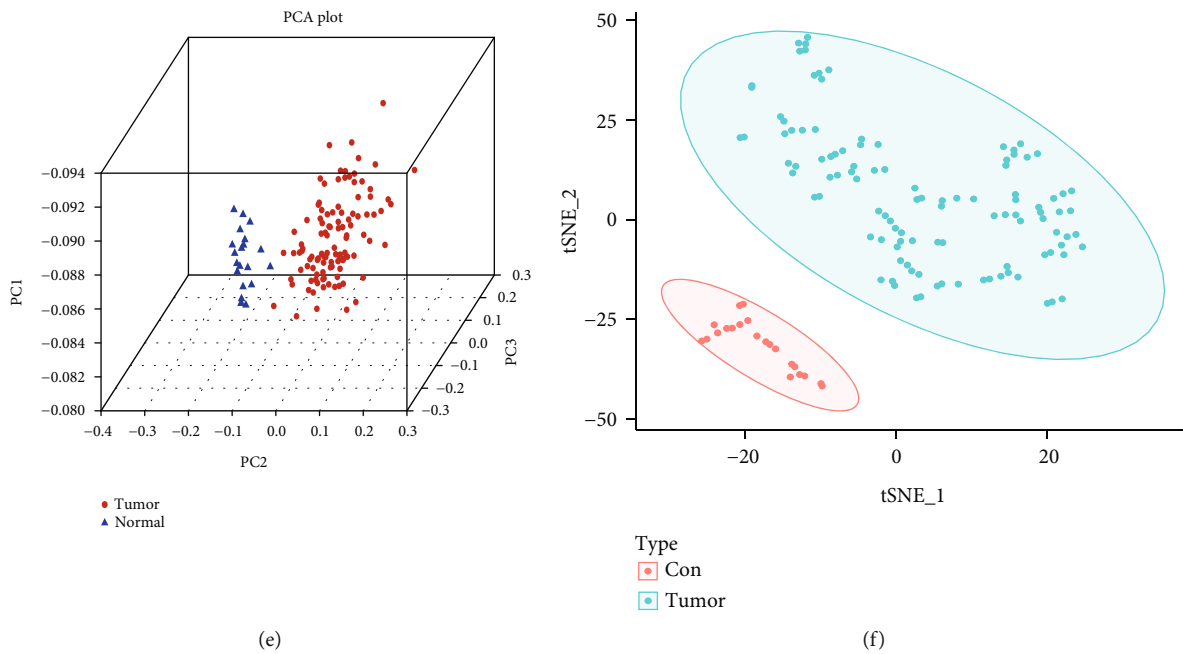 PCA plot
−0.094
−0.092
−0.090
−0.088
−0.086
−0.084
−0.082
−0.080
PC1
−0.4
−0.2
−0.1
0.0
0.1
0.2
0.3
PC2
−0.3
−0.2
−0.1
0.0
0.1
0.2
0.3
PC3
Tumor
Normal
(e)
50
25
0
−25
−50
tSNE_2
−20
0
20
tSNE_1
Type
Con
Tumor
(f)